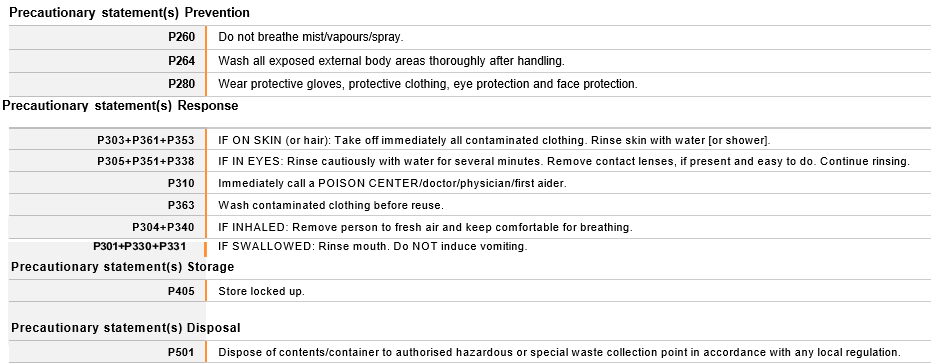 Precautionary statement(s) Prevention
P260 Do not breathe mist/vapours/spray.
P264 Wash all exposed external body areas thoroughly after handling.
P280 Wear protective gloves, protective clothing, eye protection and face protection.
Precautionary statement(s) Response
P303+P361+P353 IF ON SKIN (or hair): Take off immediately all contaminated clothing. Rinse skin with water [or shower].
P305+P351+P338 IF IN EYES: Rinse cautiously with water for several minutes. Remove contact lenses, if present and easy to do. Continue rinsing.
P310 Immediately call a POISON CENTER/doctor/physician/first aider.
P363 Wash contaminated clothing before reuse.
P304+P340 IF INHALED: Remove person to fresh air and keep comfortable for breathing.
P301+P330+P331 IF SWALLOWED: Rinse mouth. Do NOT induce vomiting.
Precautionary statement(s) Storage
P405 Store locked up.
Precautionary statement(s) Disposal
P501 Dispose of contents/container to authorised hazardous or special waste collection point in accordance with any local regulation.